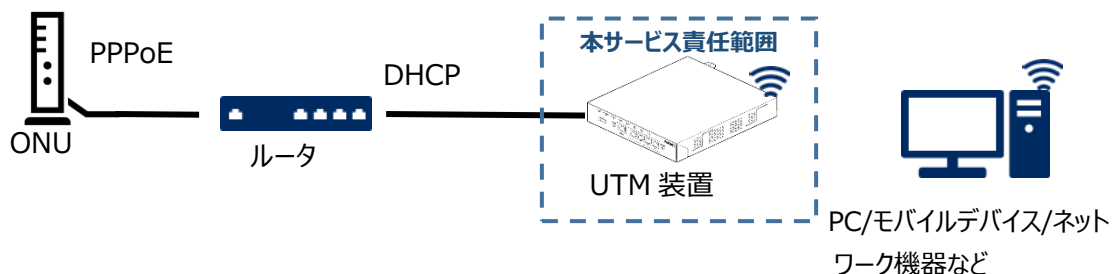 PPPoE
ONU
ルータ
DHCP
本サービス責任範囲
UTM 装置
PC/モバイルデバイス/ネット
ワーク機器など